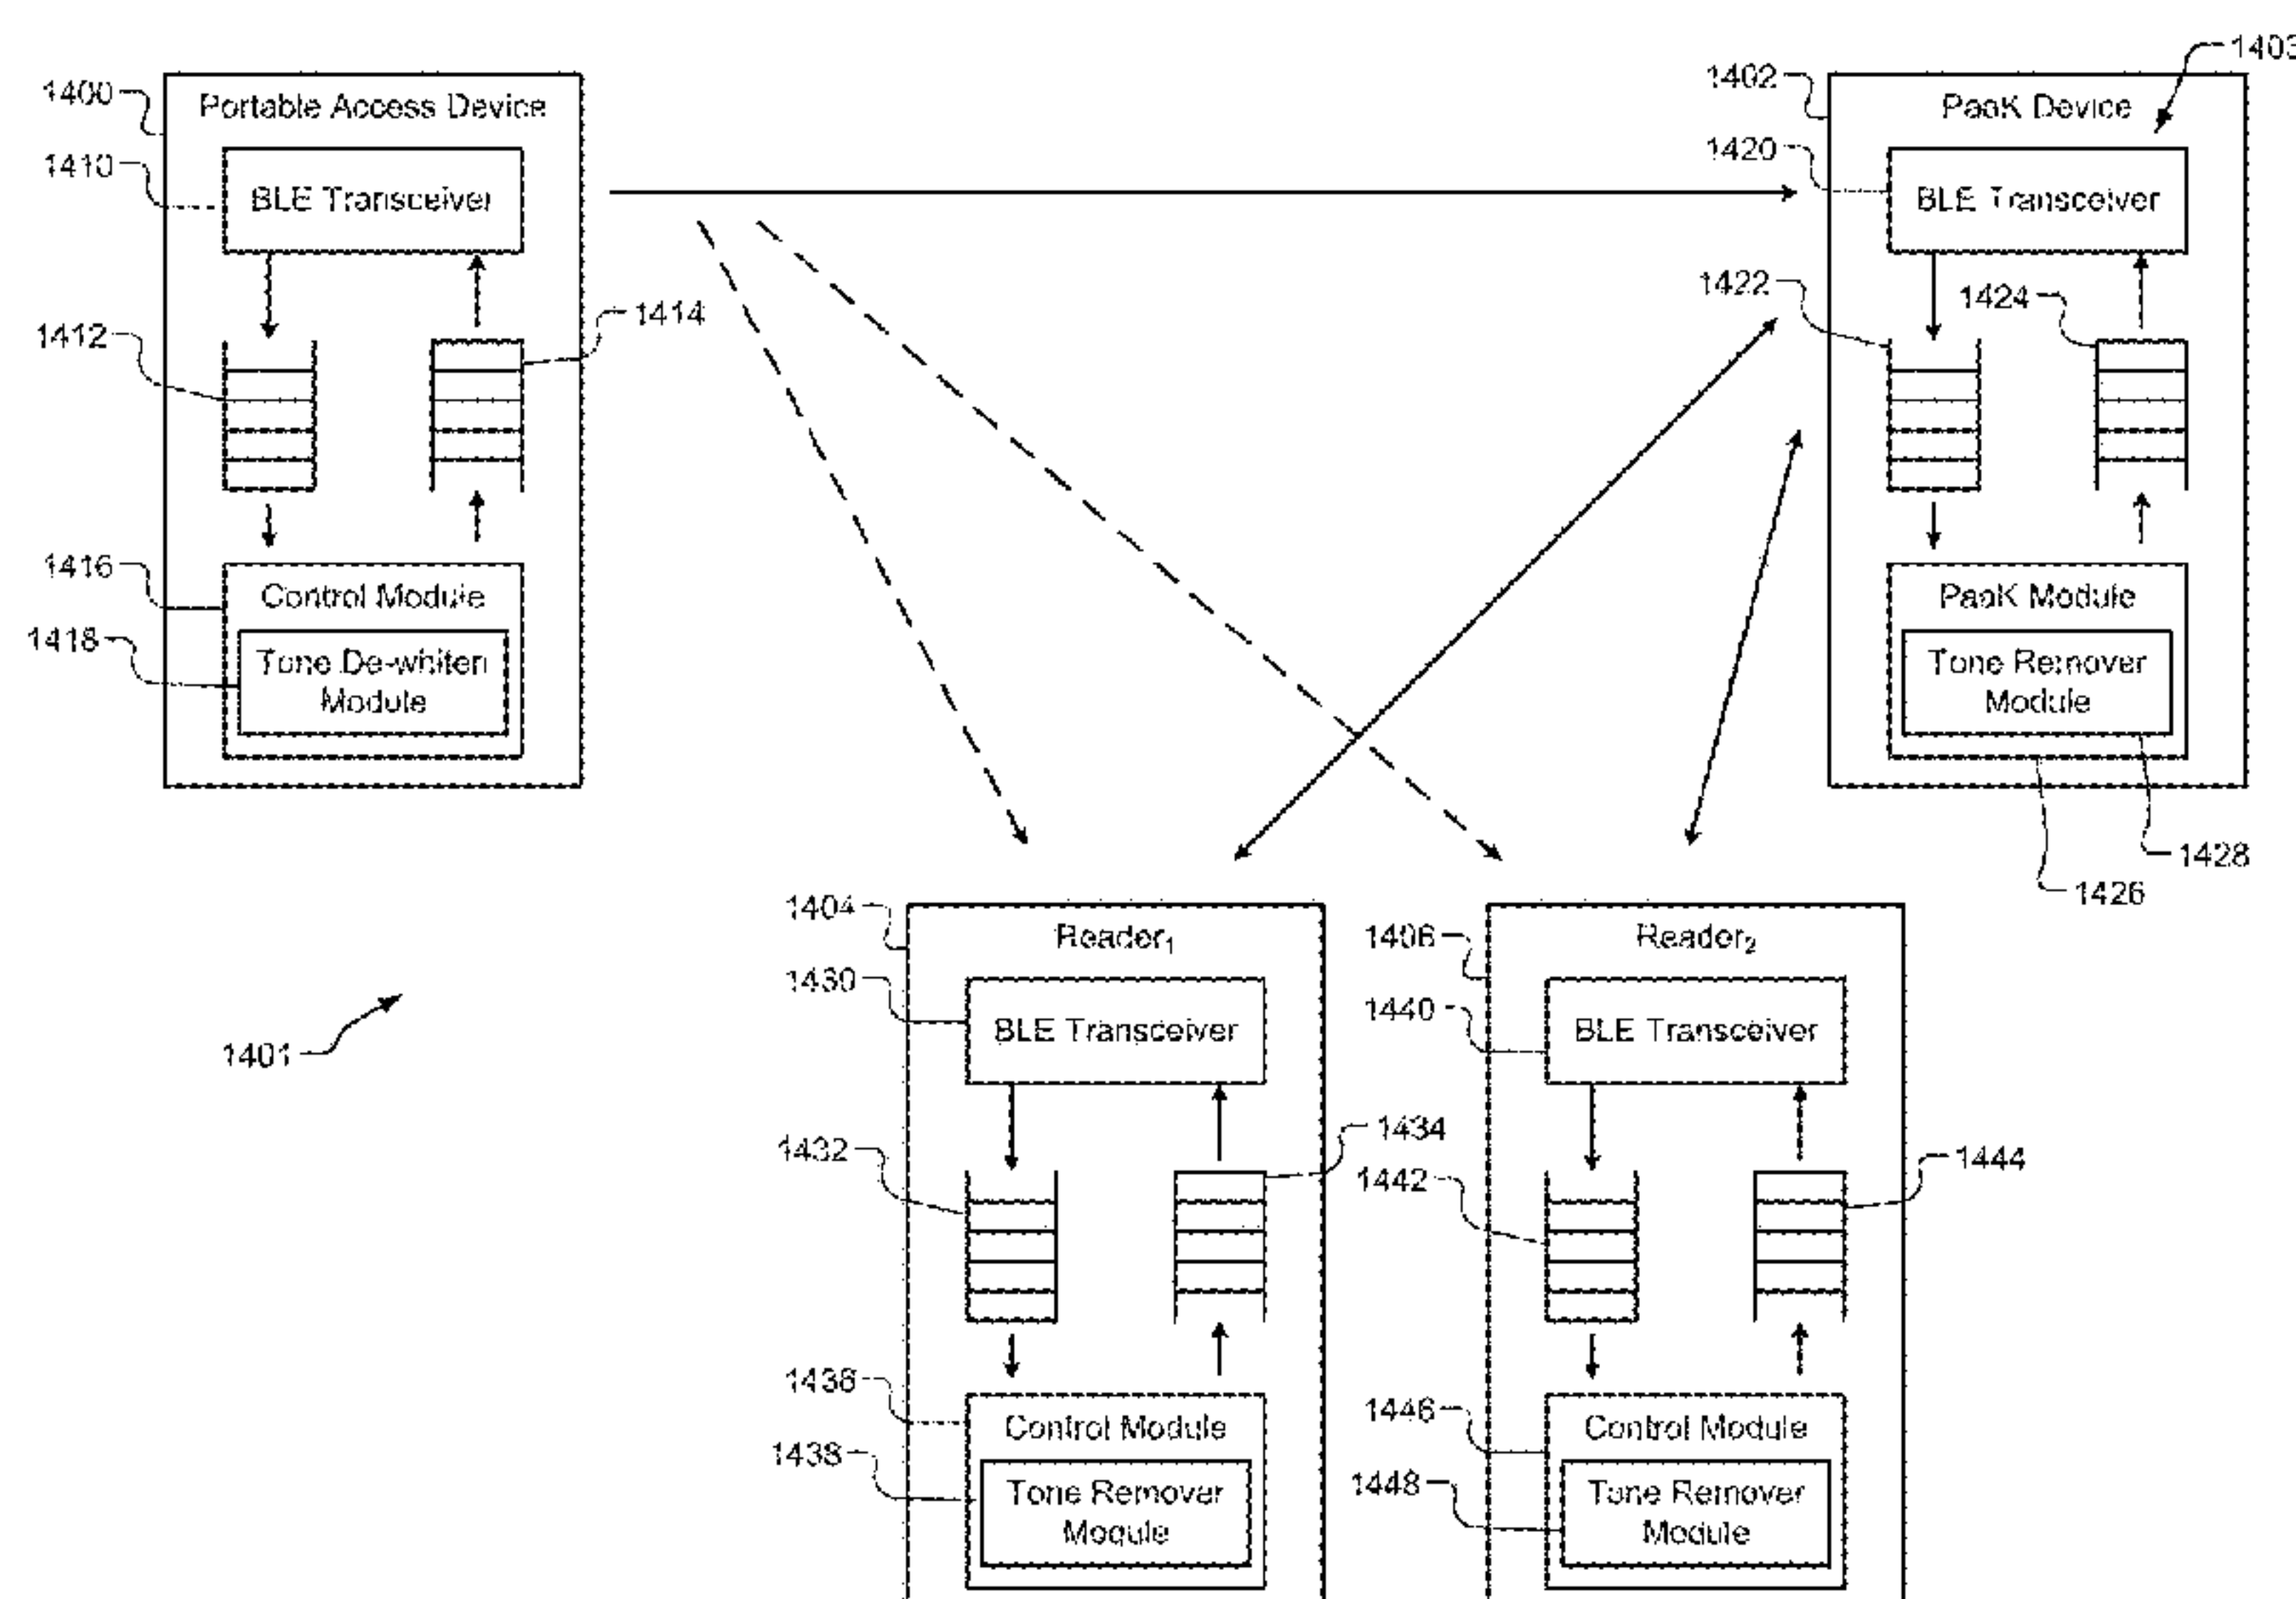 1400
Portable Access Device
1410
BLE Transceiver
1412
1414
1416
Control Module
1418
Tone De-whiten
Module
1402
1403
PaaK Device
1420
BLE Transceiver
1422
1424
PaaK Module
Tone Remover
Module
1428
1426
1401
1404
Reader₁
1430
BLE Transceiver
1432
1434
1436
Control Module
1438
Tone Remover
Module
1406
Reader₂
1440
BLE Transceiver
1442
1444
1446
Control Module
1448
Tone Remover
Module